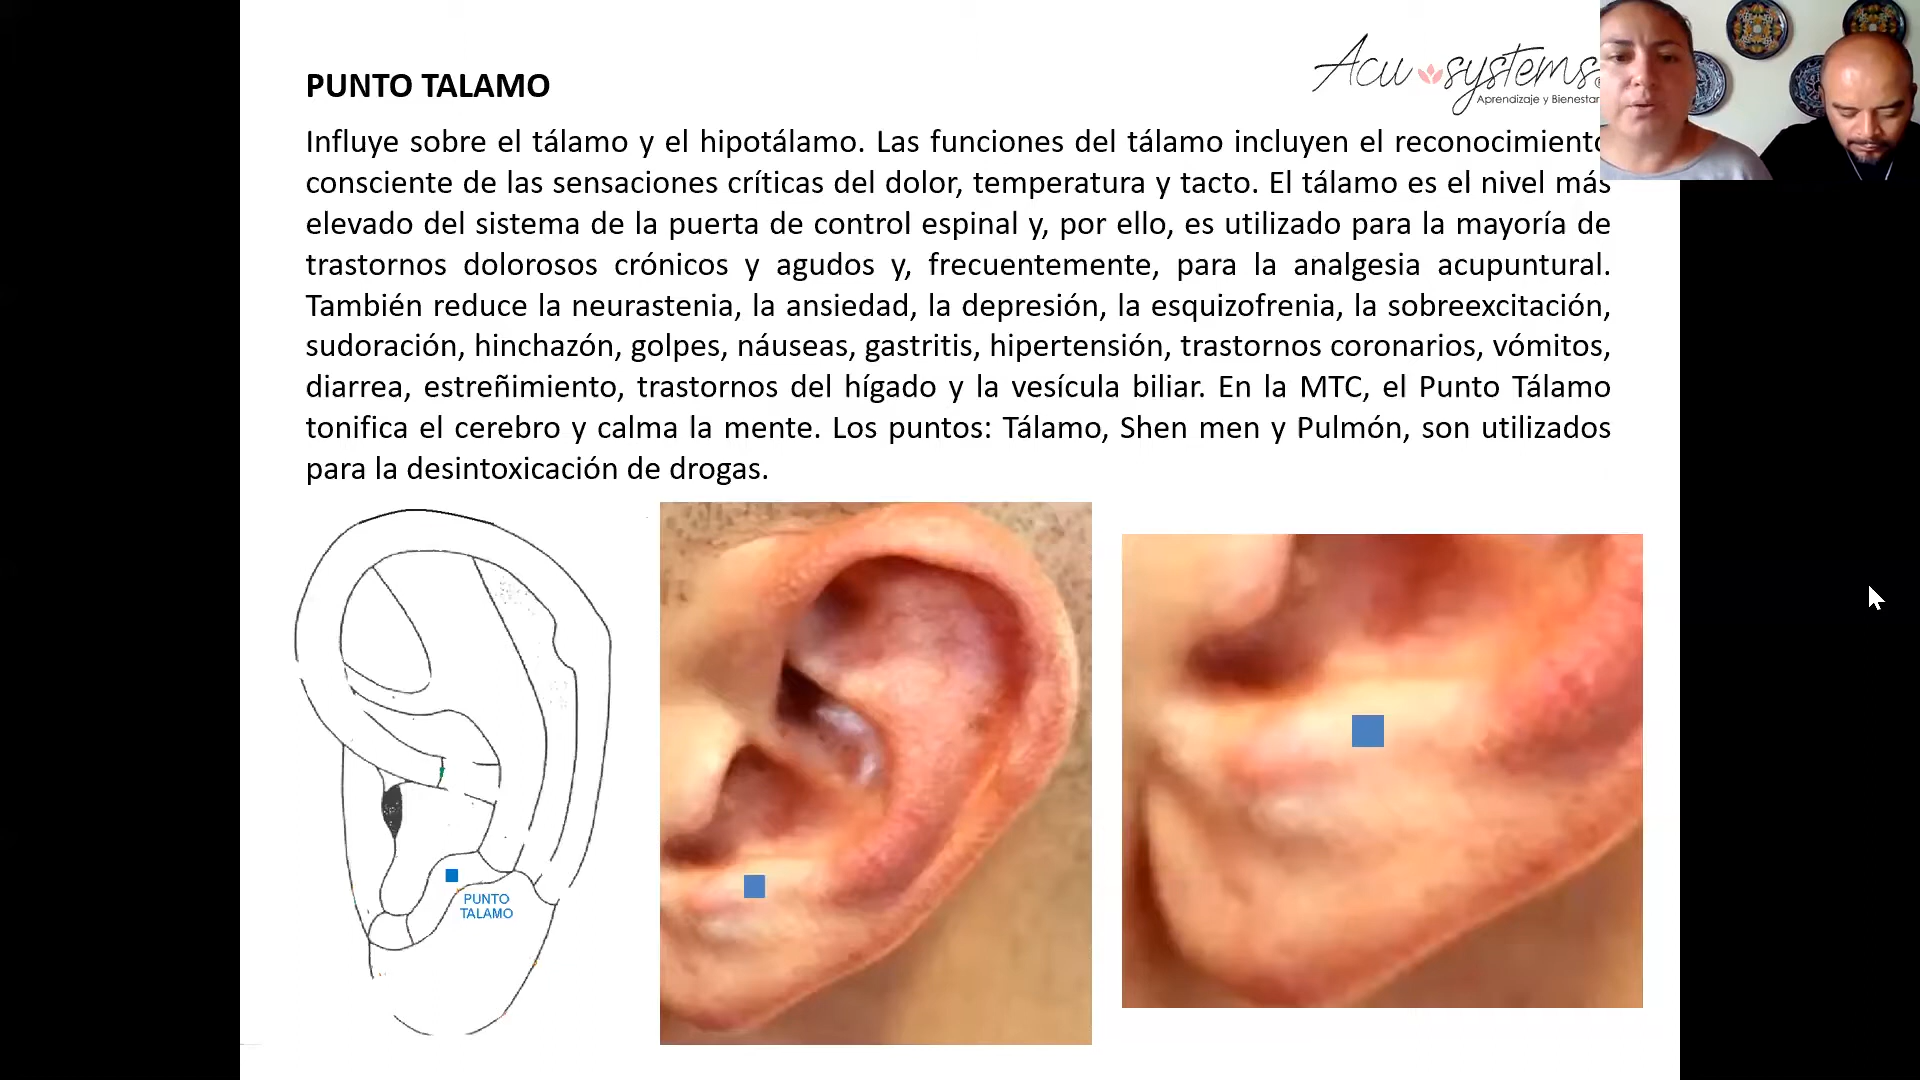 PUNTO TALAMO
Acu systems
Aprendizaje y Bienestar
Influye sobre el tálamo y el hipotálamo. Las funciones del tálamo incluyen el reconocimiento
consciente de las sensaciones críticas del dolor, temperatura y tacto. El tálamo es el nivel más
elevado del sistema de la puerta de control espinal y, por ello, es utilizado para la mayoría de
trastornos dolorosos crónicos y agudos y, frecuentemente, para la analgesia acupuntural.
También reduce la neurastenia, la ansiedad, la depresión, la esquizofrenia, la sobreexcitación,
sudoración, hinchazón, golpes, náuseas, gastritis, hipertensión, trastornos coronarios, vómitos,
diarrea, estreñimiento, trastornos del hígado y la vesícula biliar. En la MTC, el Punto Tálamo
tonifica el cerebro y calma la mente. Los puntos: Tálamo, Shen men y Pulmón, son utilizados
para la desintoxicación de drogas.
PUNTO
TALAMO